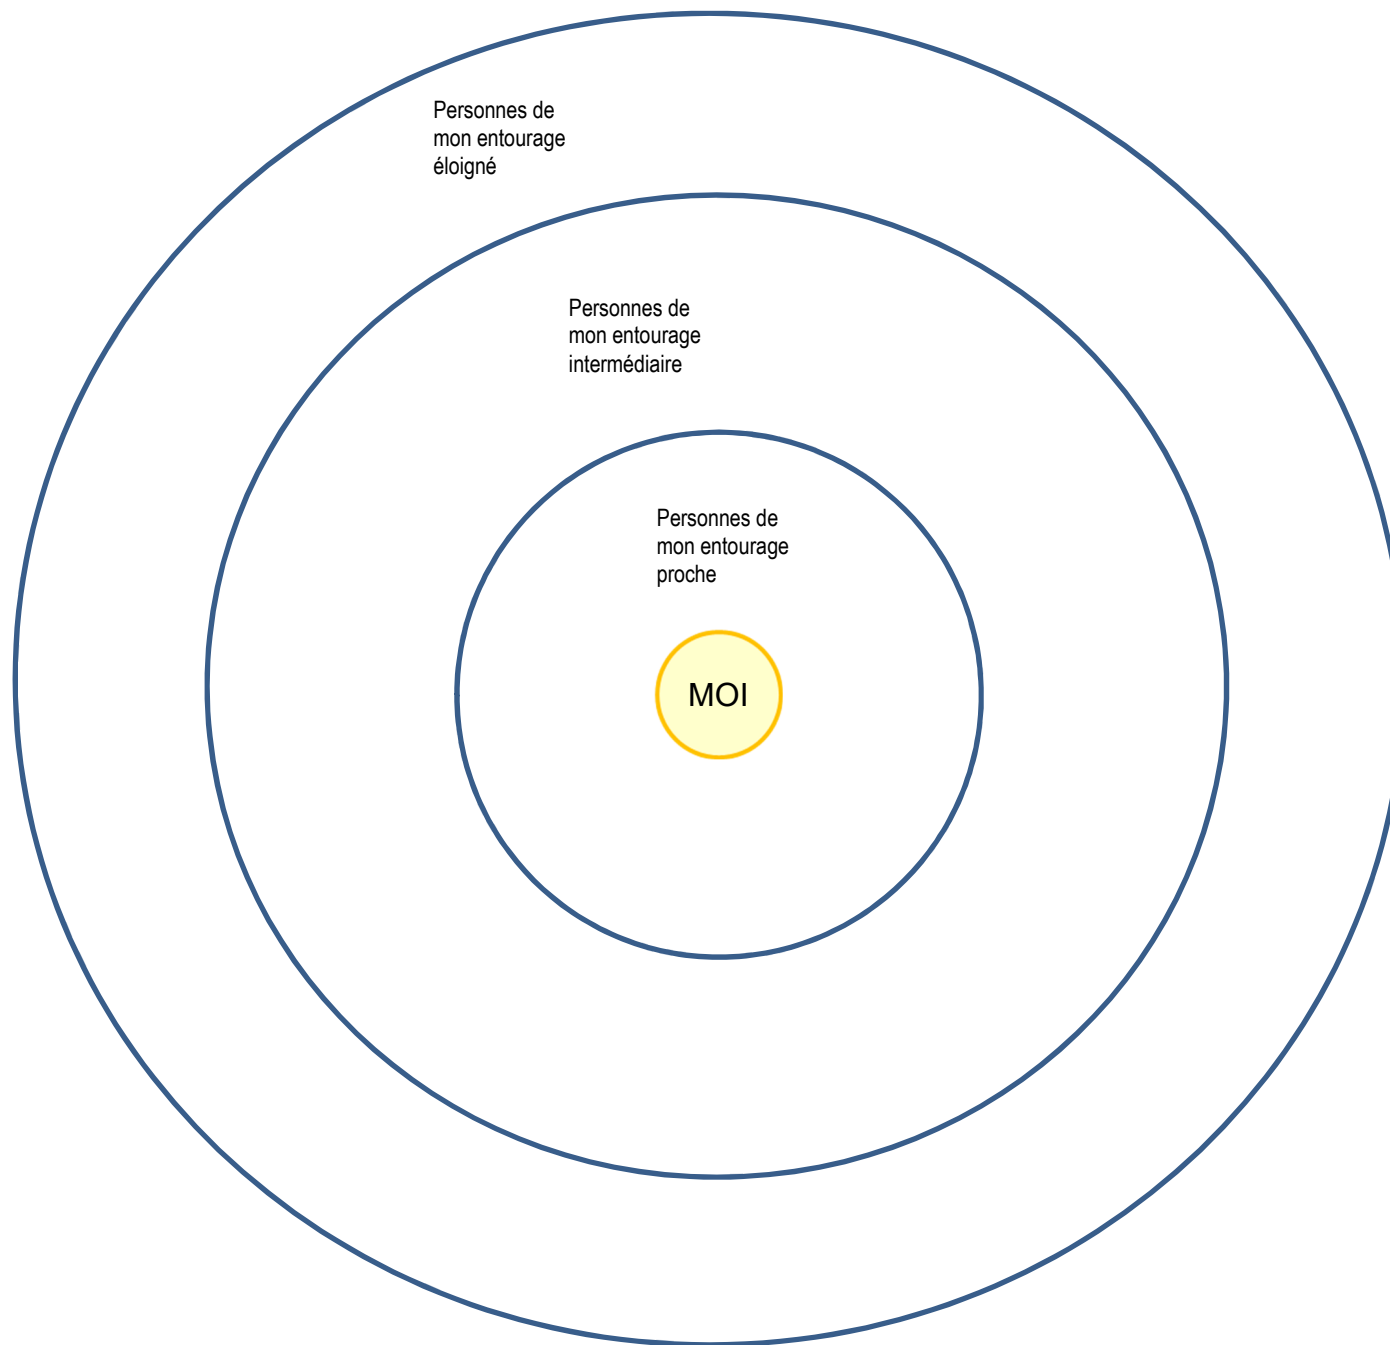 Personnes de
mon entourage
éloigné
Personnes de
mon entourage
intermédiaire
Personnes de
mon entourage
proche
MOI